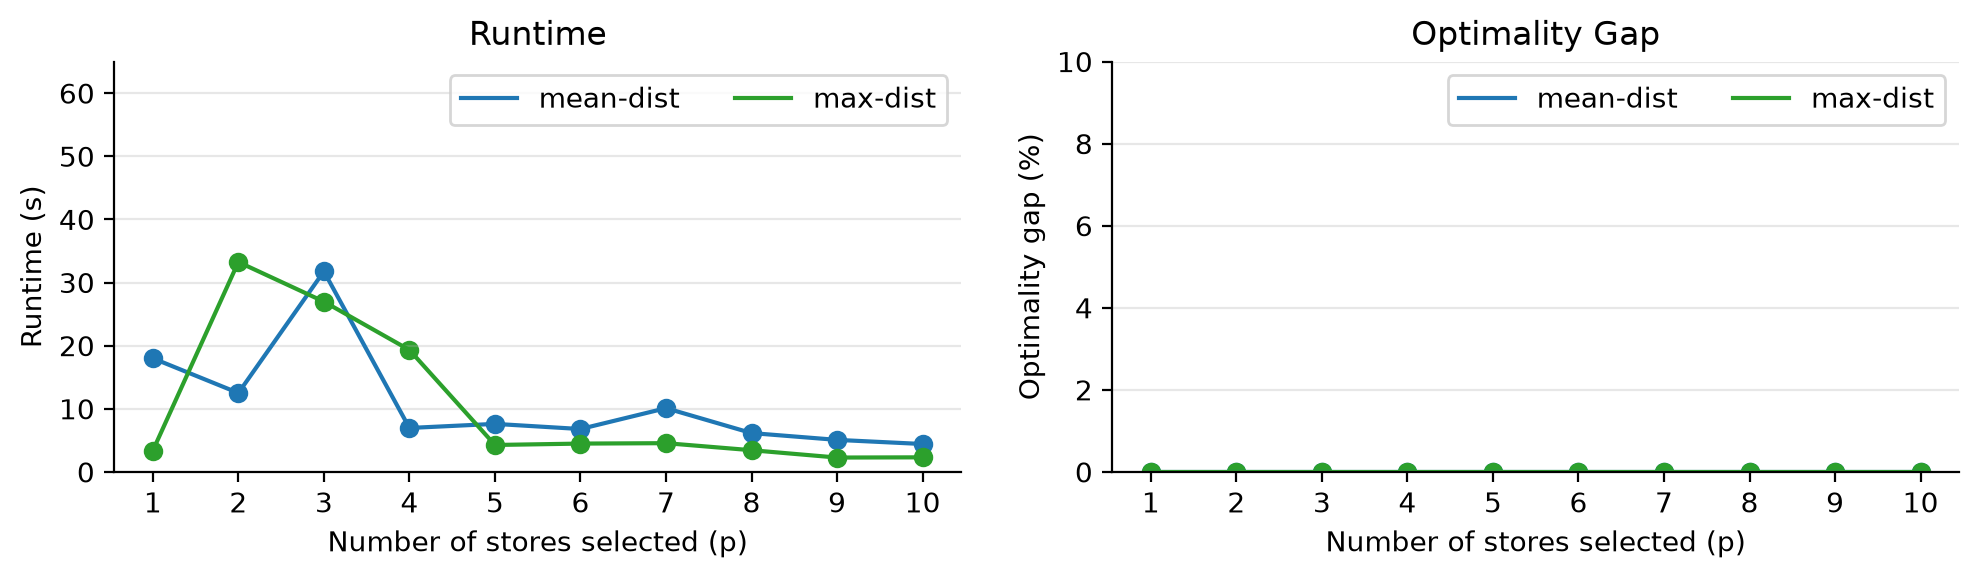 Runtime
mean-dist
max-dist
Runtime (s)
60
50
40
30
20
10
0
1 2 3 4 5 6 7 8 9 10
Number of stores selected (p)
Optimality Gap
mean-dist
max-dist
Optimality gap (%)
10
8
6
4
2
0
1 2 3 4 5 6 7 8 9 10
Number of stores selected (p)